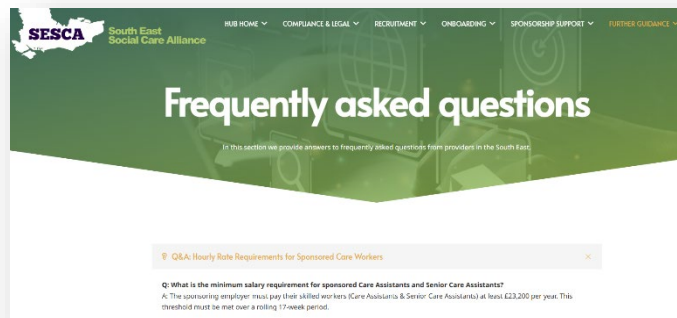 SESCA
South East
Social Care Alliance
HUB HOME
COMPLIANCE & LEGAL
RECRUITMENT
ONBOARDING
SPONSORSHIP SUPPORT
FURTHER GUIDANCE
Frequently asked questions
In this section we provide answers to frequently asked questions from providers in the South East.
Q&A: Hourly Rate Requirements for Sponsored Care Workers
Q: What is the minimum salary requirement for sponsored Care Assistants and Senior Care Assistants?
A: The sponsoring employer must pay their skilled workers (Care Assistants & Senior Care Assistants) at least £23,200 per year. This
threshold must be met over a rolling 17-week period.